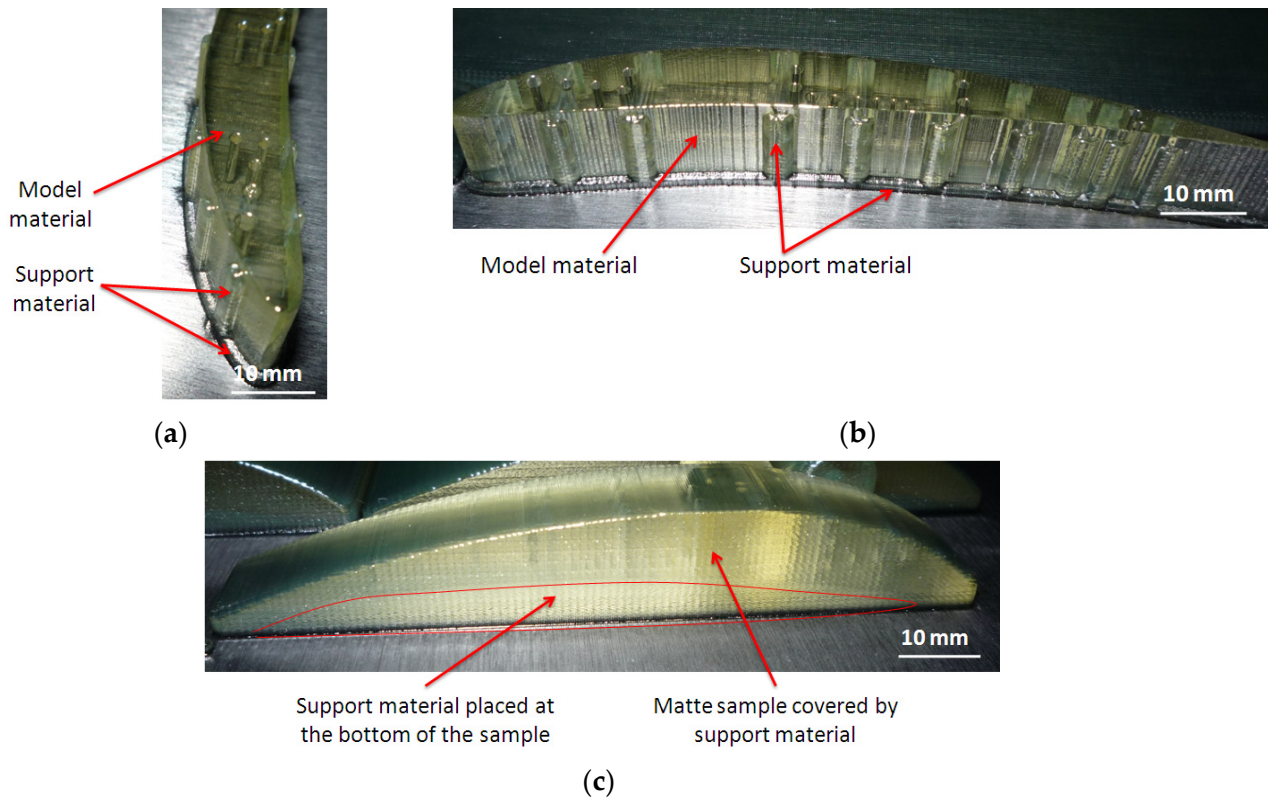 Model
material
Support
material
10 mm
(a)
10 mm
Model material
Support material
(b)
10 mm
Support material placed at
the bottom of the sample
Matte sample covered by
support material
(c)